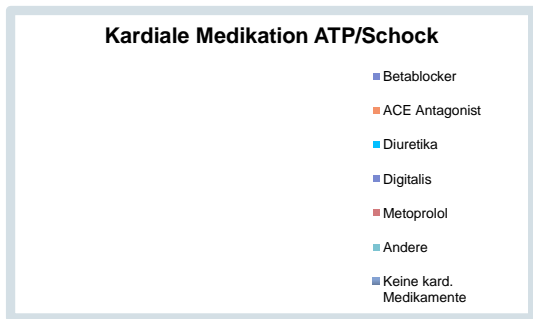 Kardiale Medikation ATP/Schock
Betablocker
ACE Antagonist
Diuretika
Digitalis
Metoprolol
Andere
Keine kard.
Medikamente